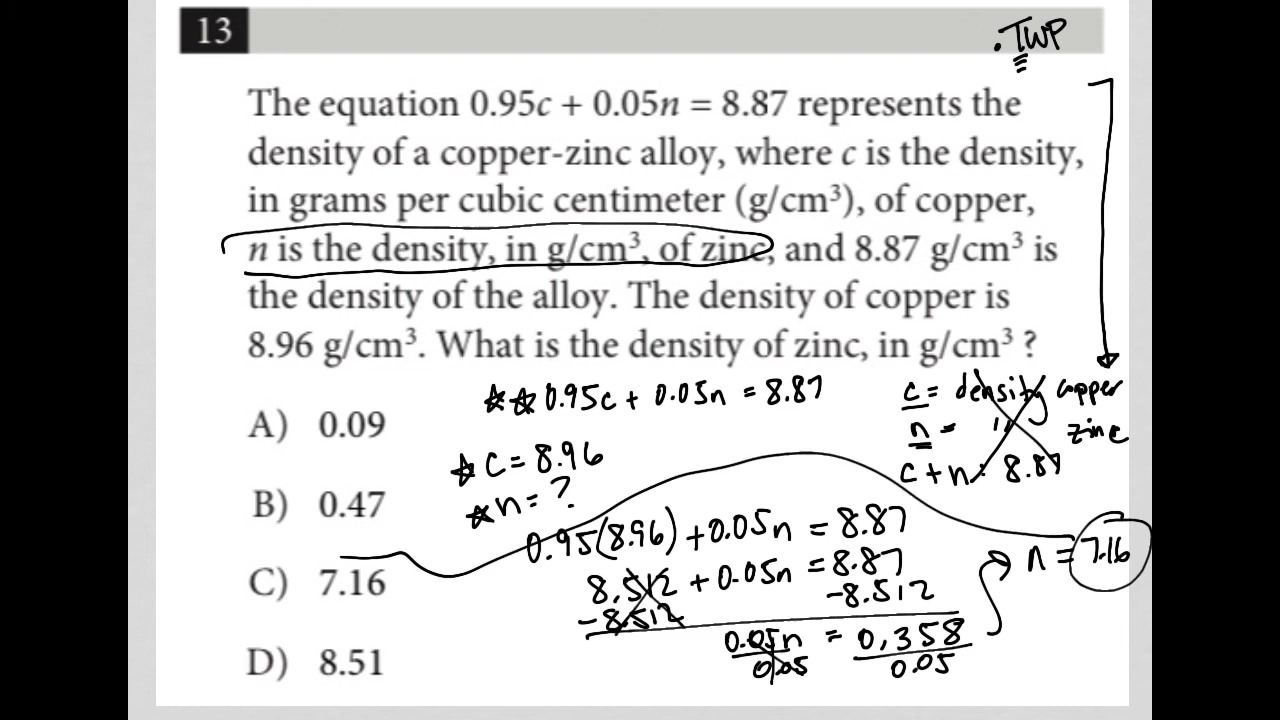 13
.TWP
The equation 0.95c + 0.05n = 8.87 represents the
density of a copper-zinc alloy, where c is the density,
in grams per cubic centimeter (g/cm³), of copper,
n is the density, in g/cm³, of zinc, and 8.87 g/cm³ is
the density of the alloy. The density of copper is
8.96 g/cm³. What is the density of zinc, in g/cm³ ?
A) 0.09
B) 0.47
C) 7.16
D) 8.51
☆☆ 0.95c + 0.05n = 8.87
☆ c = 8.96
☆ n = ?
c = density copper
n = " zinc
c + n = 8.87
0.95(8.96) + 0.05n = 8.87
8.512 + 0.05n = 8.87
-8.512 -8.512
0.05n = 0.358
0.05 0.05
n = 7.16